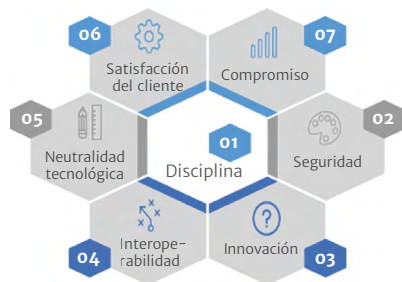 01
Disciplina
02
Seguridad
03
Innovación
04
Interope-
rabilidad
05
Neutralidad
tecnológica
06
Satisfacción
del cliente
07
Compromiso